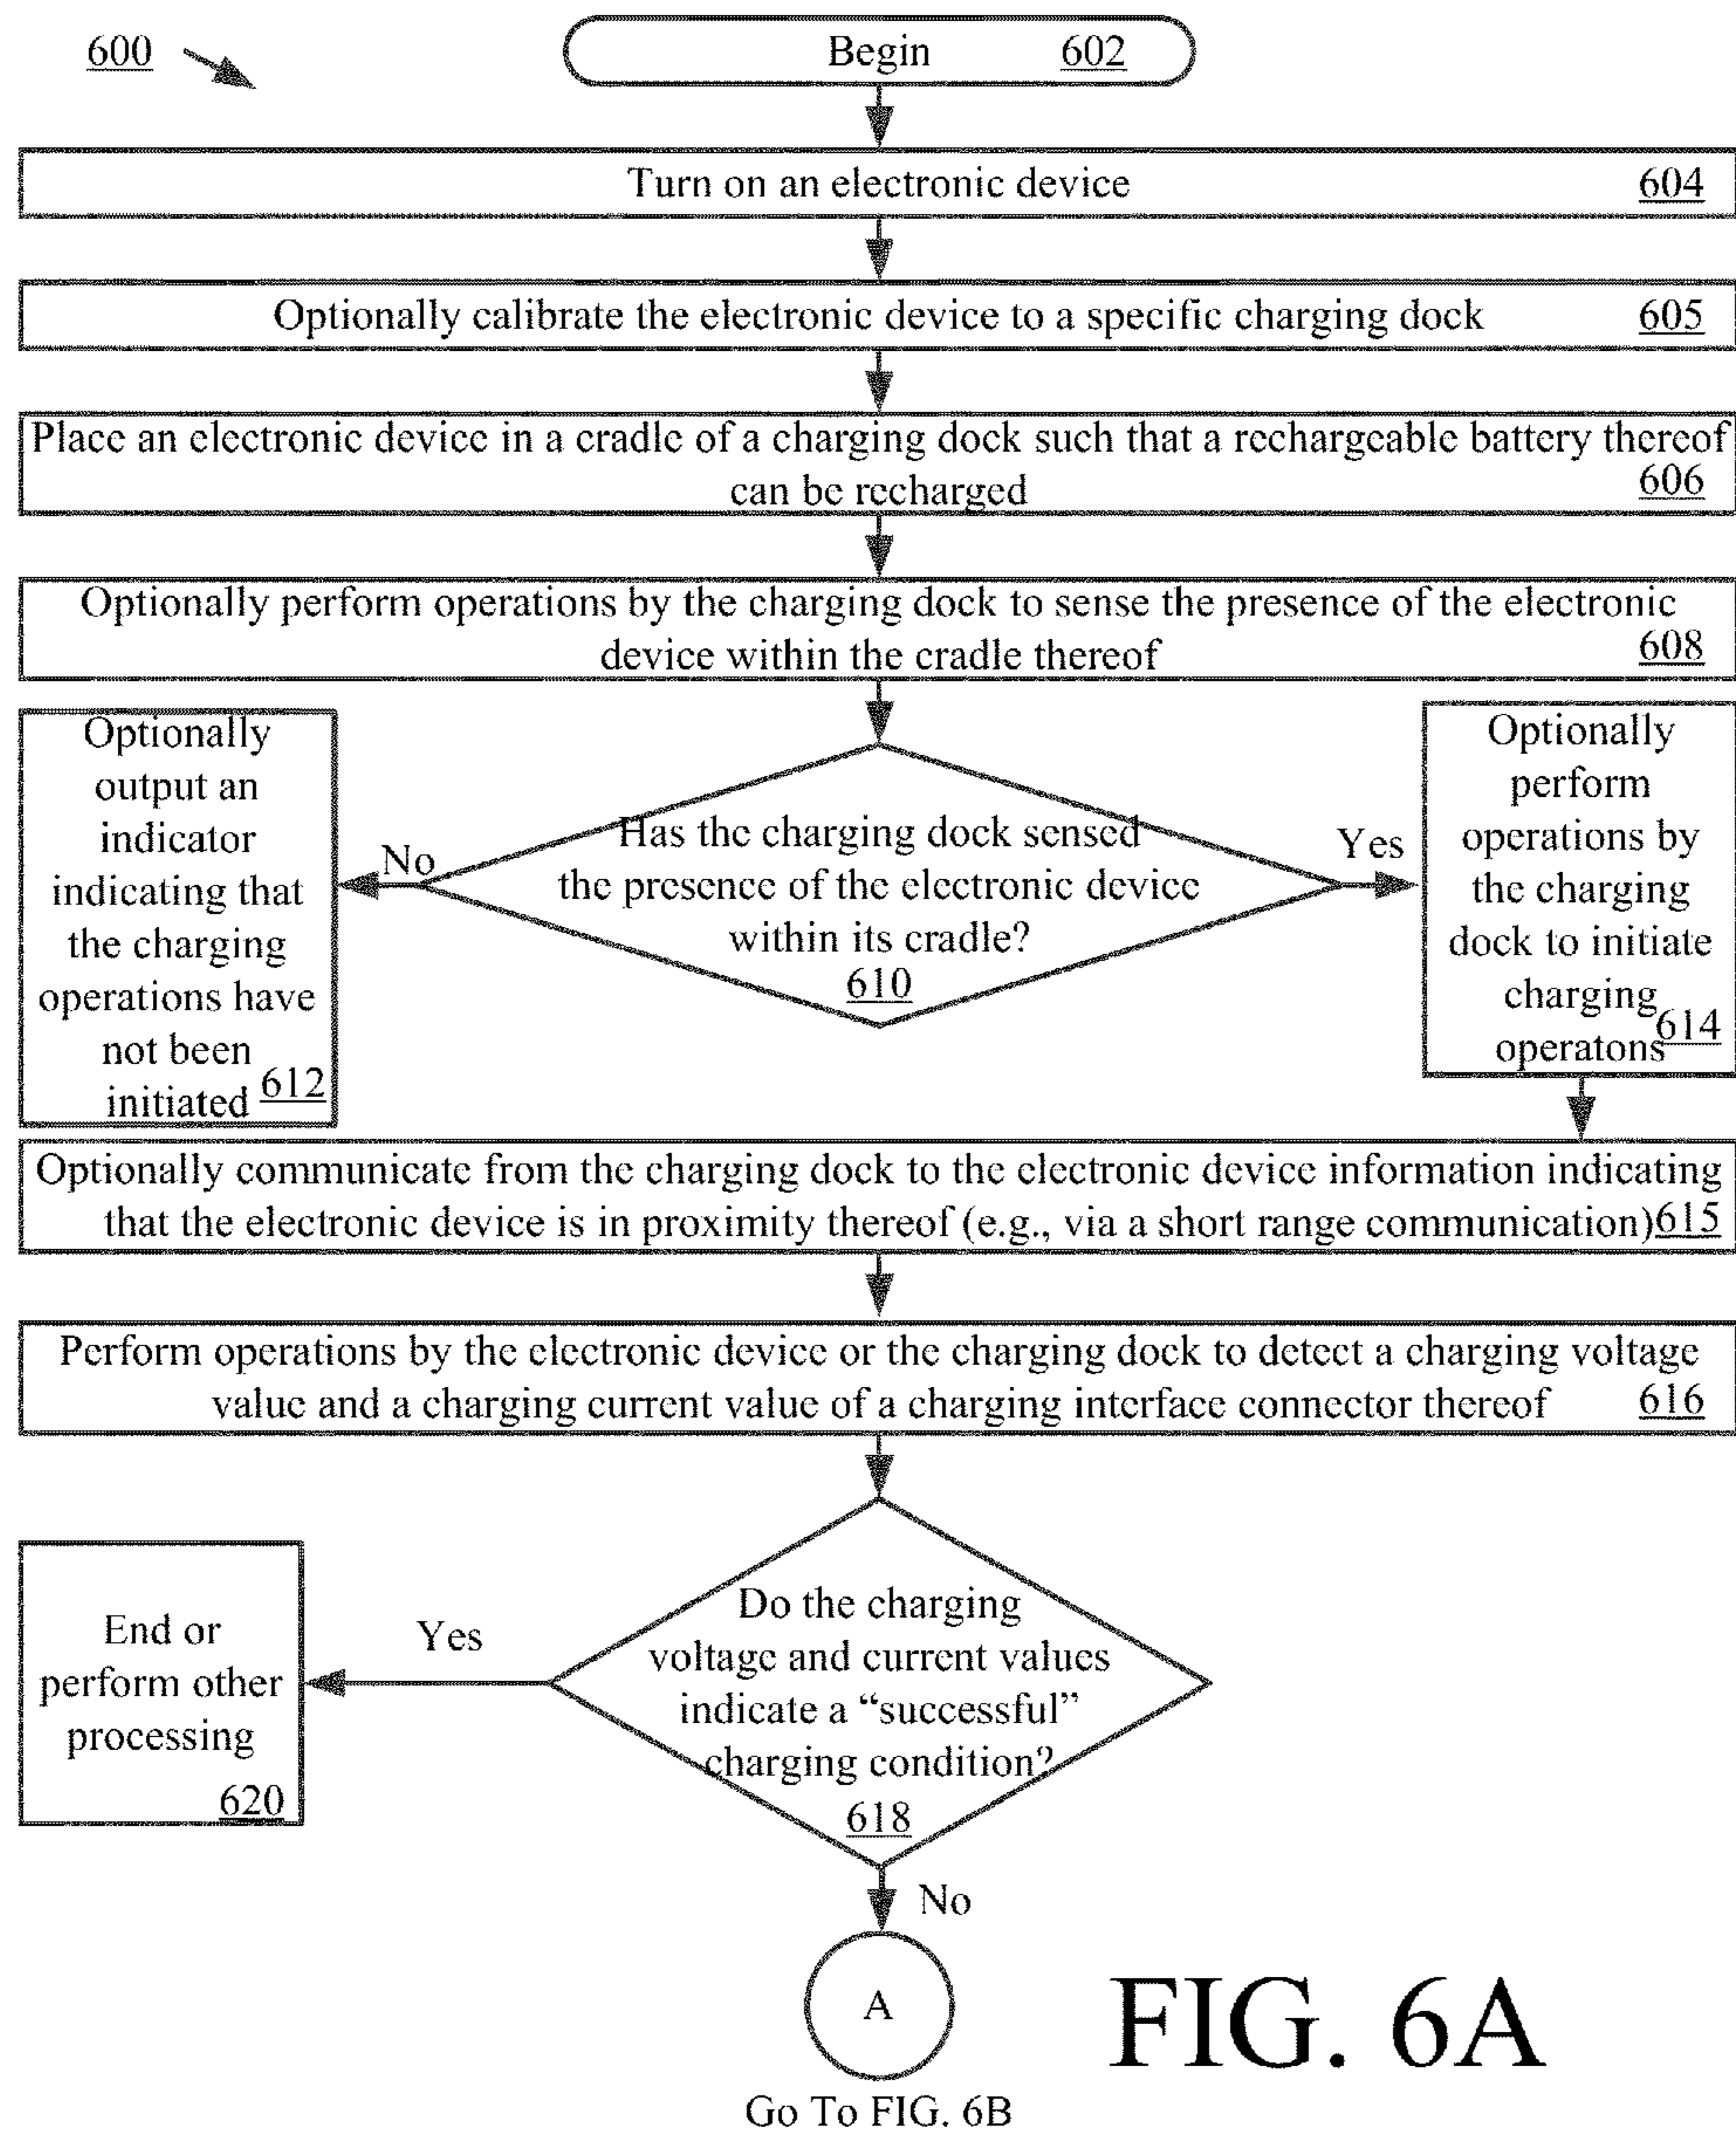 600
Begin 602
Turn on an electronic device 604
Optionally calibrate the electronic device to a specific charging dock 605
Place an electronic device in a cradle of a charging dock such that a rechargeable battery thereof
can be recharged 606
Optionally perform operations by the charging dock to sense the presence of the electronic
device within the cradle thereof 608
Optionally
output an
indicator
indicating that
the charging
operations have
not been
initiated 612
No
Has the charging dock sensed
the presence of the electronic device
within its cradle?
610
Yes
Optionally
perform
operations by
the charging
dock to initiate
charging
operatons 614
Optionally communicate from the charging dock to the electronic device information indicating
that the electronic device is in proximity thereof (e.g., via a short range communication) 615
Perform operations by the electronic device or the charging dock to detect a charging voltage
value and a charging current value of a charging interface connector thereof 616
End or
perform other
processing
620
Yes
Do the charging
voltage and current values
indicate a “successful”
charging condition?
618
No
A
Go To FIG. 6B
FIG. 6A